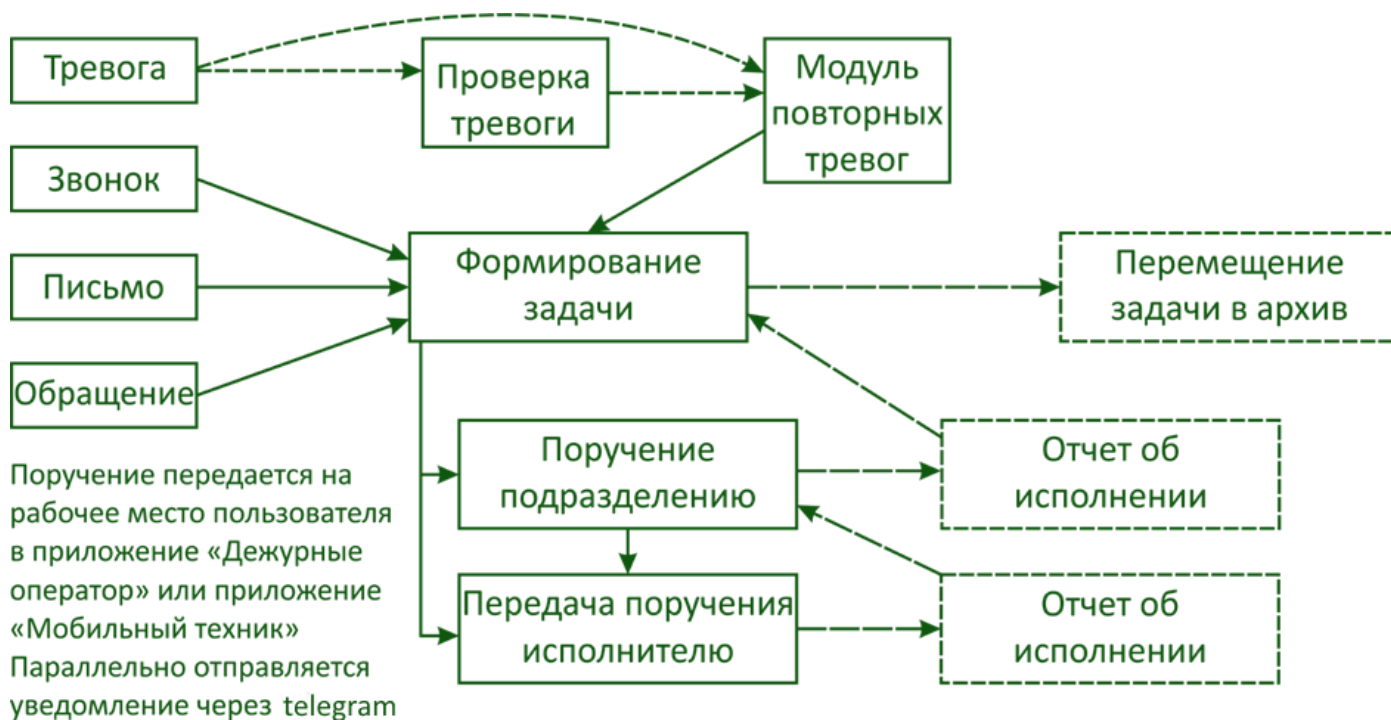 Тревога
Проверка
тревоги
Модуль
повторных
тревог
Звонок
Письмо
Обращение
Формирование
задачи
Перемещение
задачи в архив
Поручение
подразделению
Отчет об
исполнении
Передача поручения
исполнителю
Отчет об
исполнении
Поручение передается на
рабочее место пользователя
в приложение «Дежурные
оператор» или приложение
«Мобильный техник»
Параллельно отправляется
уведомление через telegram